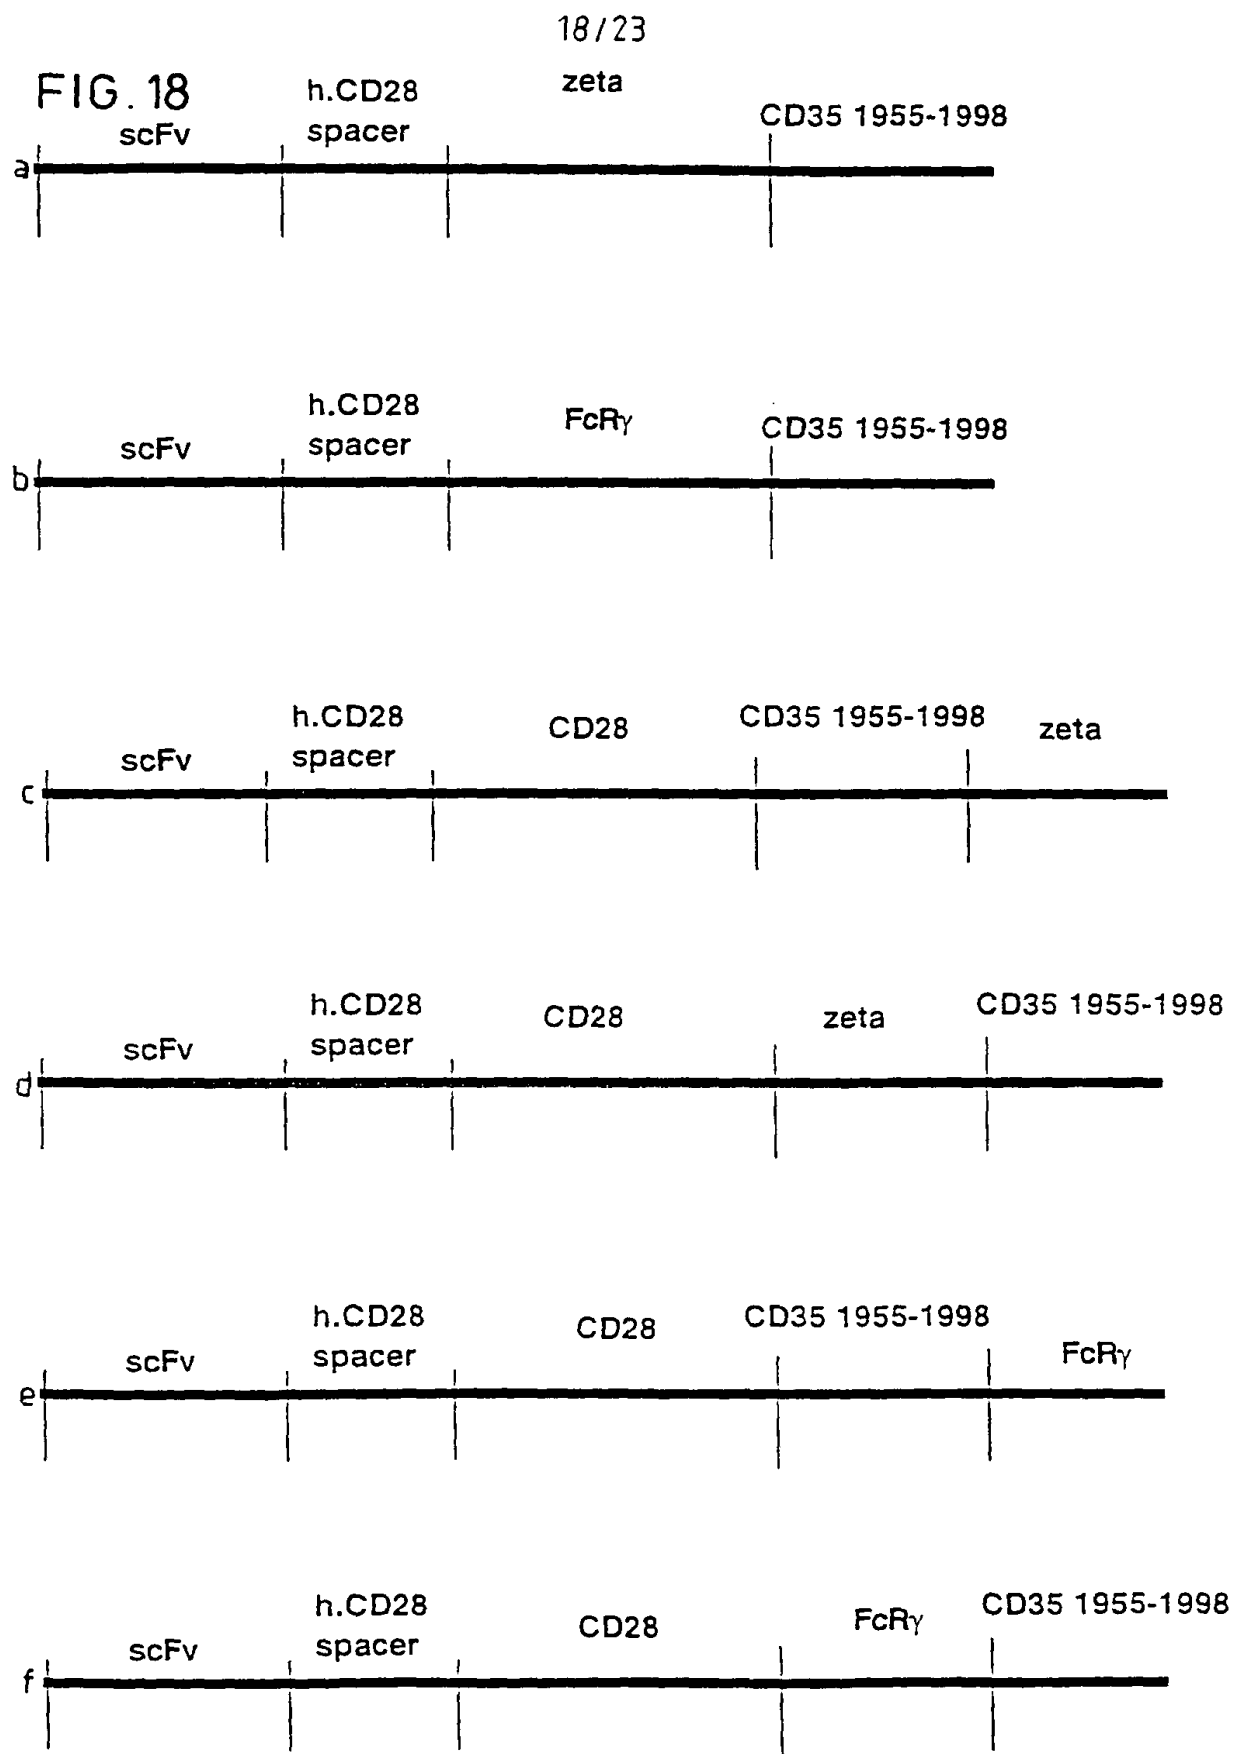 18/23
FIG. 18
scFv
h.CD28
spacer
zeta
CD35 1955-1998
a
scFv
h.CD28
spacer
FcRγ
CD35 1955-1998
b
scFv
h.CD28
spacer
CD28
CD35 1955-1998
zeta
c
scFv
h.CD28
spacer
CD28
zeta
CD35 1955-1998
d
scFv
h.CD28
spacer
CD28
CD35 1955-1998
FcRγ
e
scFv
h.CD28
spacer
CD28
FcRγ
CD35 1955-1998
f